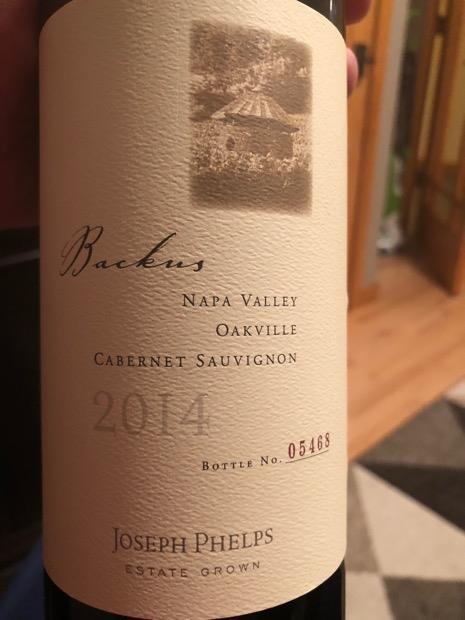 Backus
NAPA VALLEY
OAKVILLE
CABERNET SAUVIGNON
2014
BOTTLE NO. 05468
JOSEPH PHELPS
ESTATE GROWN